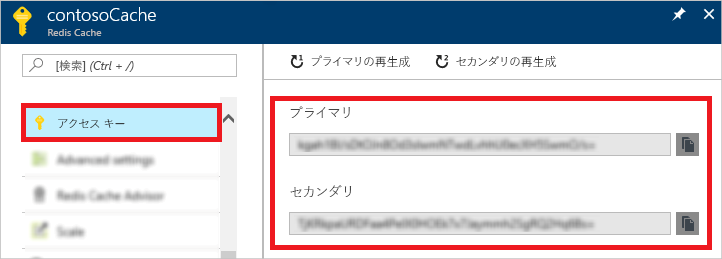 contosoCache
Redis Cache
[検索] (Ctrl + /)
アクセス キー
Advanced settings
Redis Cache Advisor
Scale
プライマリの再生成
セカンダリの再生成
プライマリ
セカンダリ